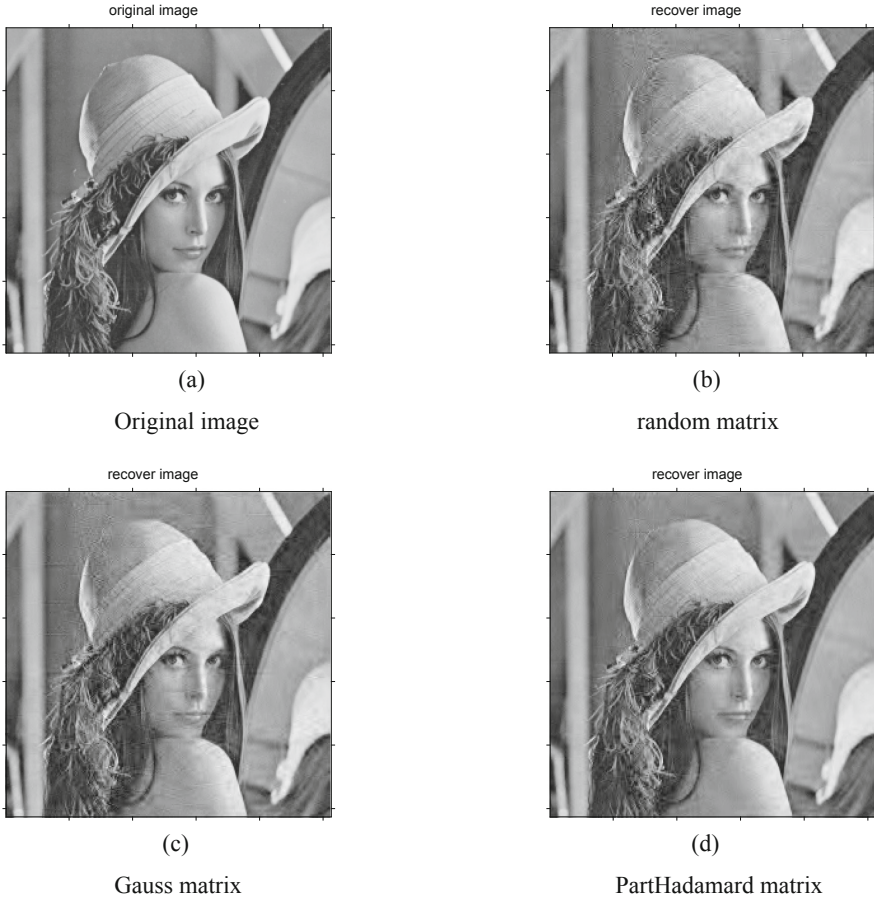 original image
recover image
(a)
(b)
Original image
random matrix
recover image
recover image
(c)
(d)
Gauss matrix
PartHadamard matrix